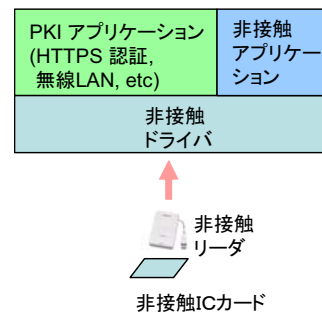 PKI アプリケーション
(HTTPS 認証,
無線LAN, etc)
非接触
アプリケー
ション
非接触
ドライバ
非接触
リーダ
非接触ICカード